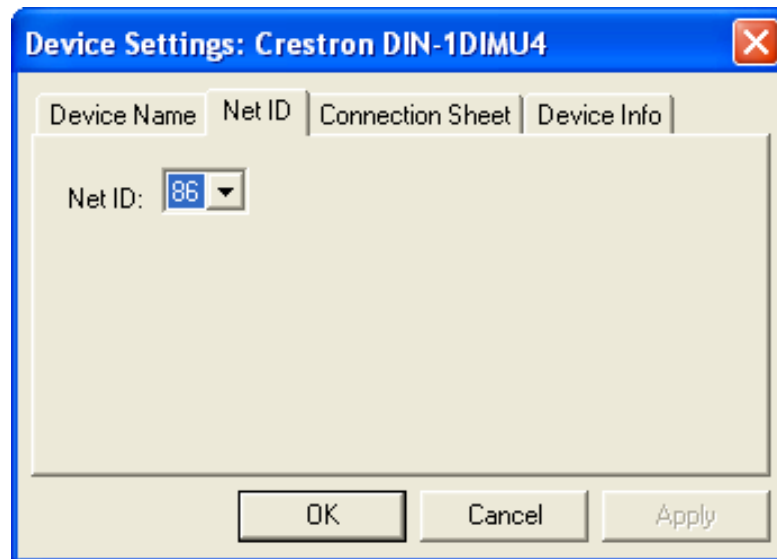 Device Settings: Crestron DIN-1DIMU4
Device Name Net ID Connection Sheet Device Info
Net ID: 86
OK Cancel Apply